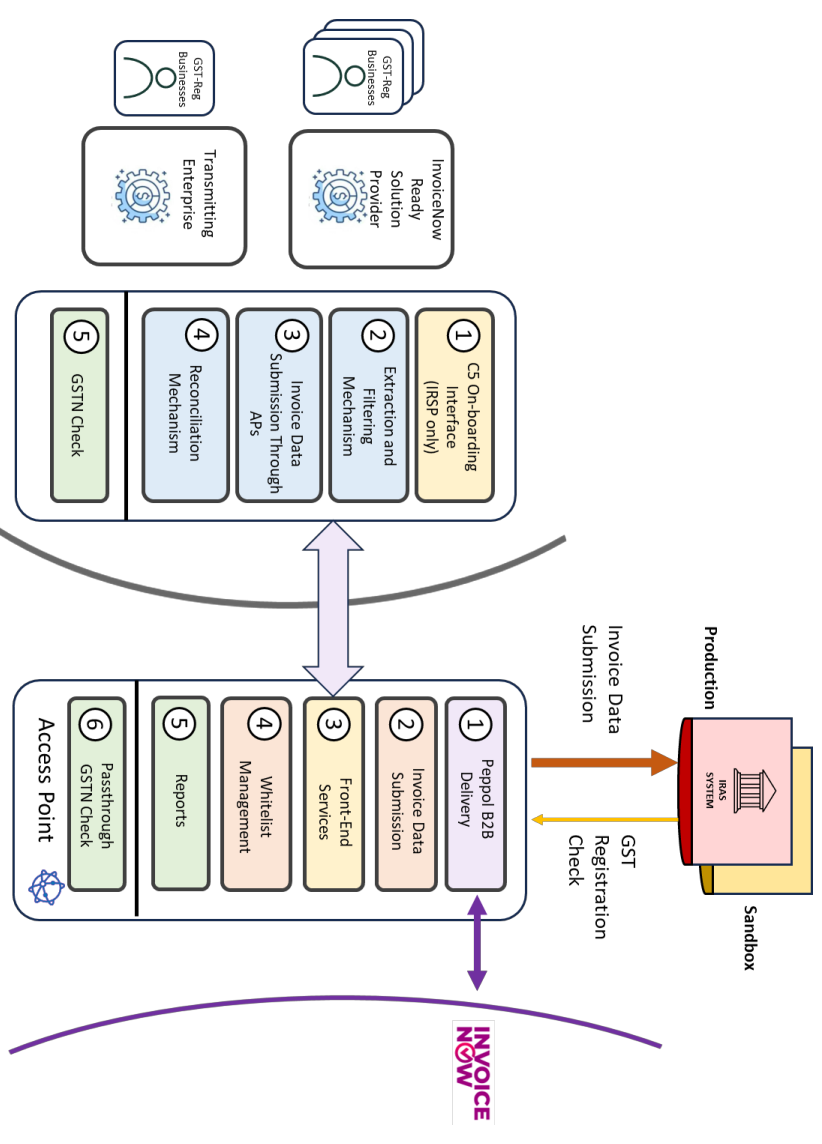 Production
Sandbox
IRAS
SYSTEM
Invoice Data
Submission
GST
Registration
Check
GST-Reg
Businesses
InvoiceNow
Ready
Solution
Provider
GST-Reg
Businesses
Transmitting
Enterprise
1
C5 On-boarding
Interface
(IRSP only)
2
Extraction and
Filtering
Mechanism
3
Invoice Data
Submission Through
APs
4
Reconciliation
Mechanism
5
GSTN Check
1
Peppol B2B
Delivery
2
Invoice Data
Submission
3
Front-End
Services
4
Whitelist
Management
5
Reports
6
Passthrough
GSTN Check
Access Point
INVOICE
NOW